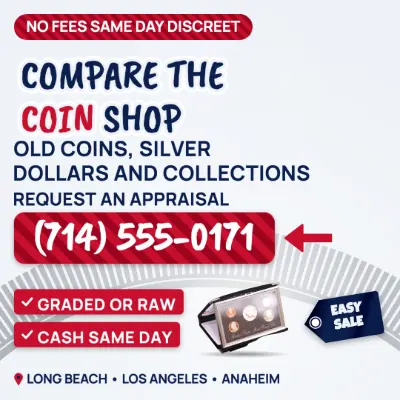 NO FEES SAME DAY DISCREET
COMPARE THE
COIN SHOP
OLD COINS, SILVER
DOLLARS AND COLLECTIONS
REQUEST AN APPRAISAL
(714) 555-0171
GRADED OR RAW
CASH SAME DAY
EASY
SALE
LONG BEACH • LOS ANGELES • ANAHEIM